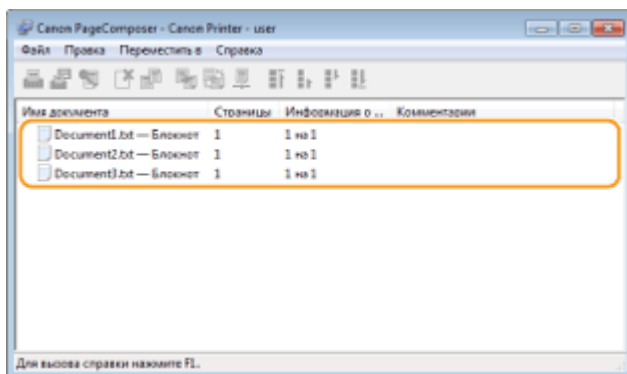 Canon PageComposer - Canon Printer - user
Файл Правка Переместить в Справка
Имя документа Страницы Информация о ... Комментарии
Document1.txt — Блокнот 1 1 на 1
Document2.txt — Блокнот 1 1 на 1
Document3.txt — Блокнот 1 1 на 1
Для вызова справки нажмите F1.